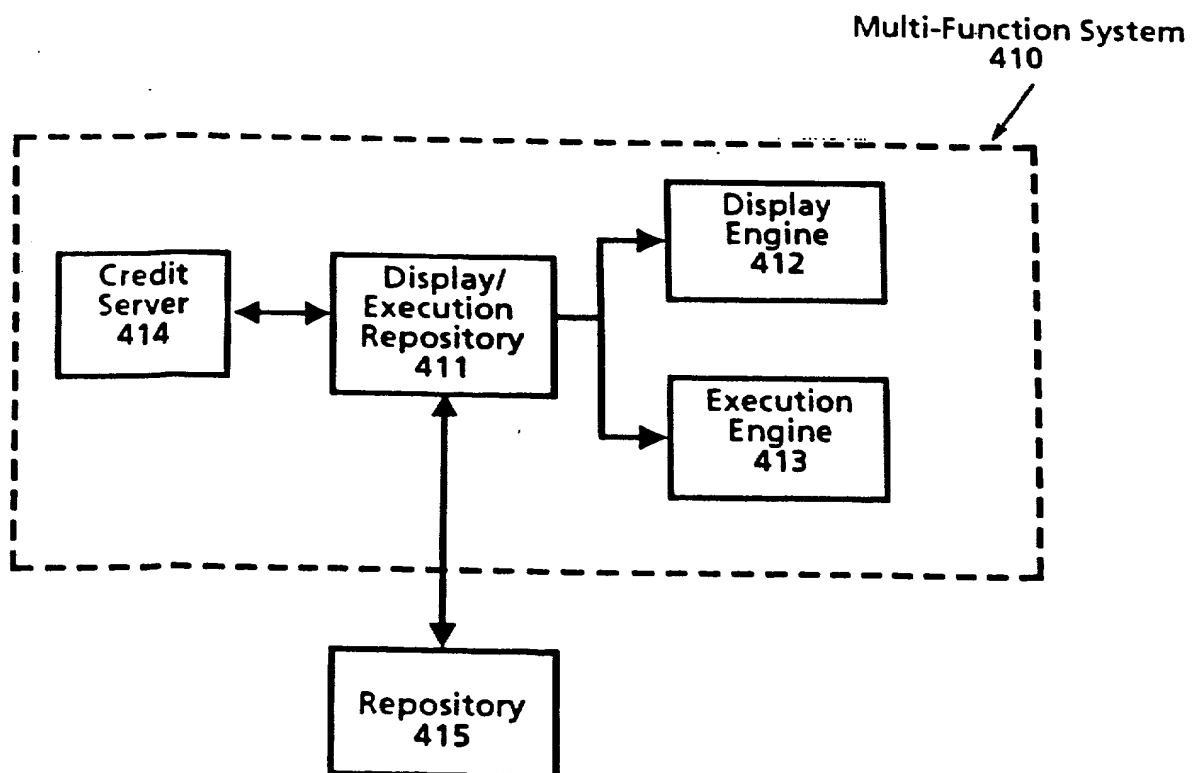 Multi-Function System
410
Display
Engine
412
Credit
Server
414
Display/
Execution
Repository
411
Execution
Engine
413
Repository
415